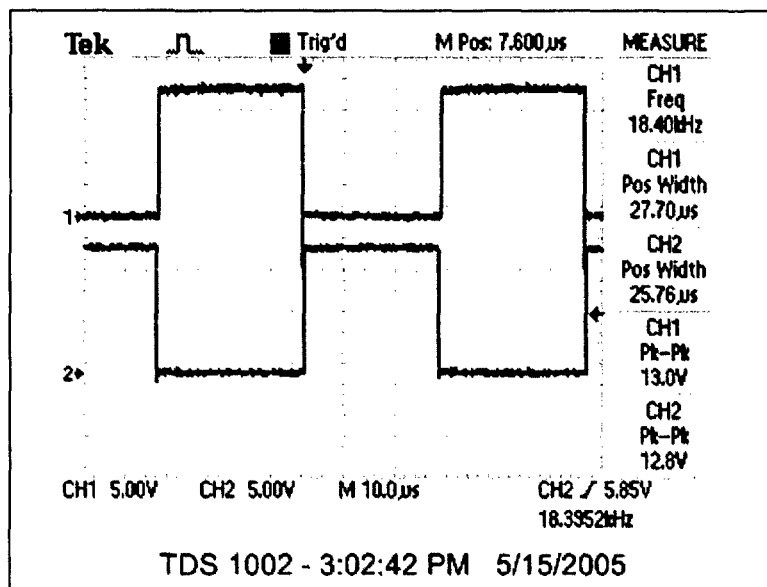 Tek Trig'd M Pos: 7.600µs MEASURE
CH1
Freq
18.40kHz
CH1
Pos Width
27.70µs
CH2
Pos Width
25.76µs
CH1
Pk-Pk
13.0V
CH2
Pk-Pk
12.8V
1
2
CH1 5.00V CH2 5.00V M 10.0µs CH2 5.85V
18.3952kHz
TDS 1002 - 3:02:42 PM 5/15/2005